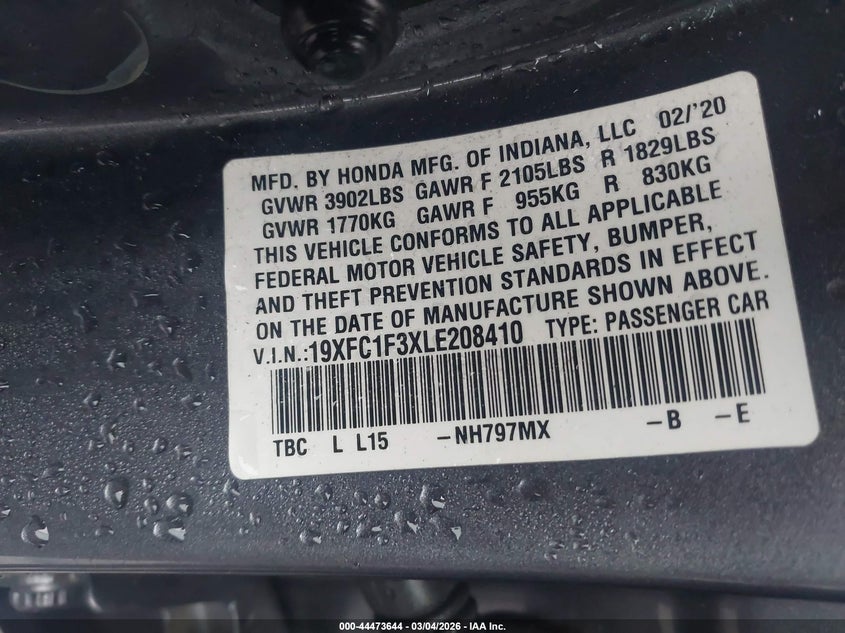 MFD. BY HONDA MFG. OF INDIANA, LLC 02/'20
GVWR 3902LBS GAWR F 2105LBS R 1829LBS
GVWR 1770KG GAWR F 955KG R 830KG
THIS VEHICLE CONFORMS TO ALL APPLICABLE
FEDERAL MOTOR VEHICLE SAFETY, BUMPER,
AND THEFT PREVENTION STANDARDS IN EFFECT
ON THE DATE OF MANUFACTURE SHOWN ABOVE.
V.I.N.:19XFC1F3XLE208410 TYPE: PASSENGER CAR
TBC L L15 -NH797MX -B -E
000-44473644 | 03/04/2026 - IAA Inc.